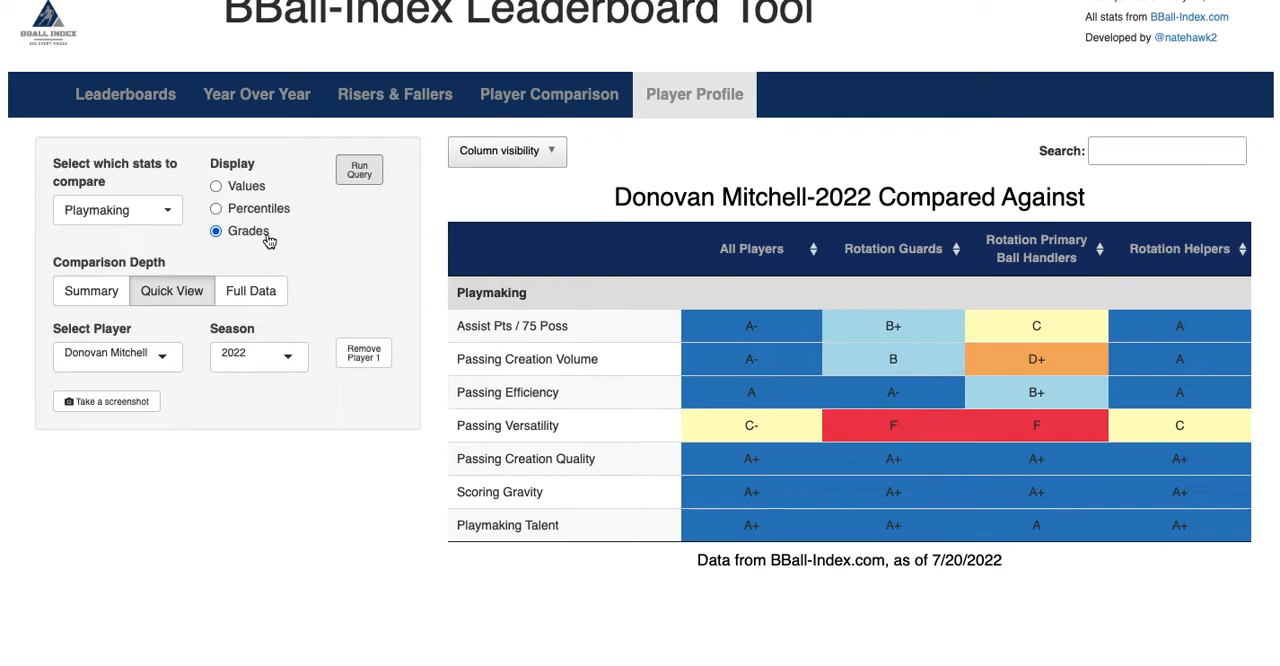 BBall-Index Leaderboard Tool
BBALL INDEX
All stats from BBall-Index.com
Developed by @natehawk2
Leaderboards Year Over Year Risers & Fallers Player Comparison Player Profile
Select which stats to
compare
Playmaking
Display
Values
Percentiles
Grades
Run
Query
Comparison Depth
Summary Quick View Full Data
Select Player
Donovan Mitchell
Season
2022
Remove
Player 1
Take a screenshot
Column visibility
Search:
Donovan Mitchell-2022 Compared Against
All Players Rotation Guards Rotation Primary Ball Handlers Rotation Helpers
Playmaking
Assist Pts / 75 Poss A- B+ C A
Passing Creation Volume A- B D+ A
Passing Efficiency A A- B+ A
Passing Versatility C- F F C
Passing Creation Quality A+ A+ A+ A+
Scoring Gravity A+ A+ A+ A+
Playmaking Talent A+ A+ A A+
Data from BBall-Index.com, as of 7/20/2022